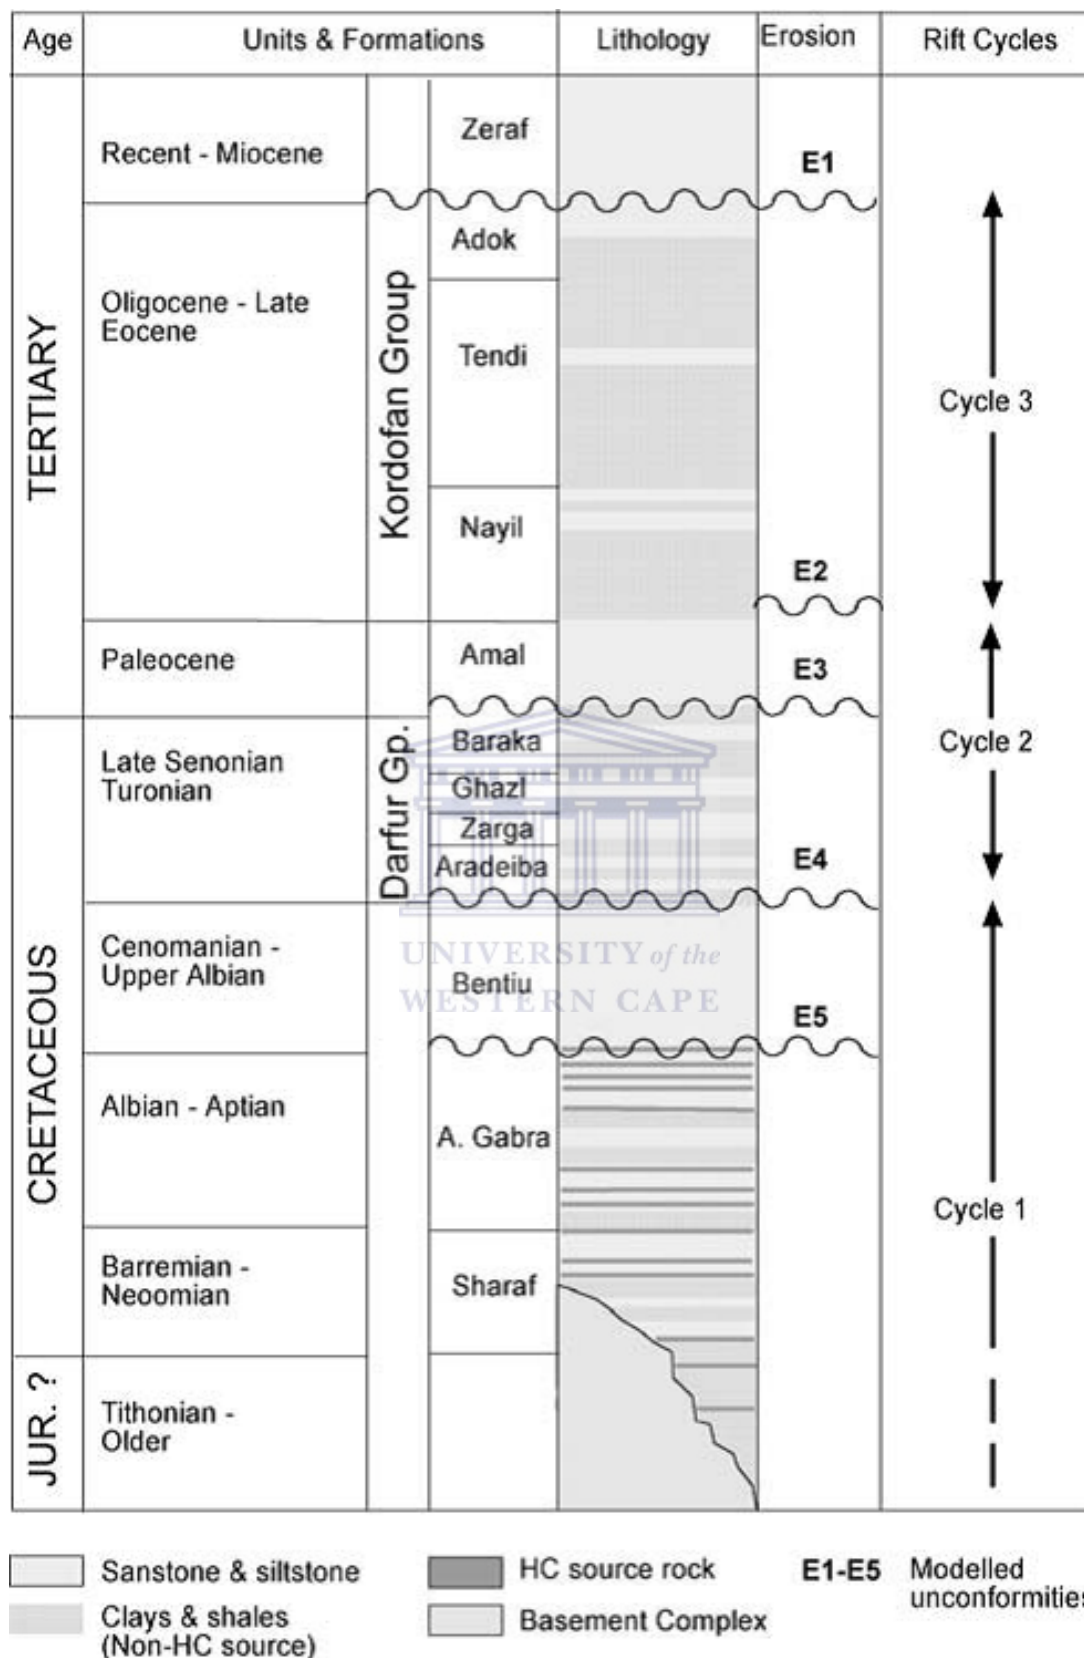 Age
Units & Formations
Lithology
Erosion
Rift Cycles
TERTIARY
Recent - Miocene
Zeraf
E1
Kordofan Group
Adok
Oligocene - Late
Eocene
Tendi
Cycle 3
Nayil
E2
Paleocene
Amal
E3
CRETACEOUS
Late Senonian
Turonian
Darfur Gp.
Baraka
Ghazl
Zarga
Aradeiba
Cycle 2
E4
Cenomanian -
Upper Albian
Bentiu
UNIVERSITY of the
WESTERN CAPE
E5
Albian - Aptian
A. Gabra
Cycle 1
Barremian -
Neoomian
Sharaf
JUR. ?
Tithonian -
Older
Sanstone & siltstone
Clays & shales
(Non-HC source)
HC source rock
Basement Complex
E1-E5 Modelled
unconformities